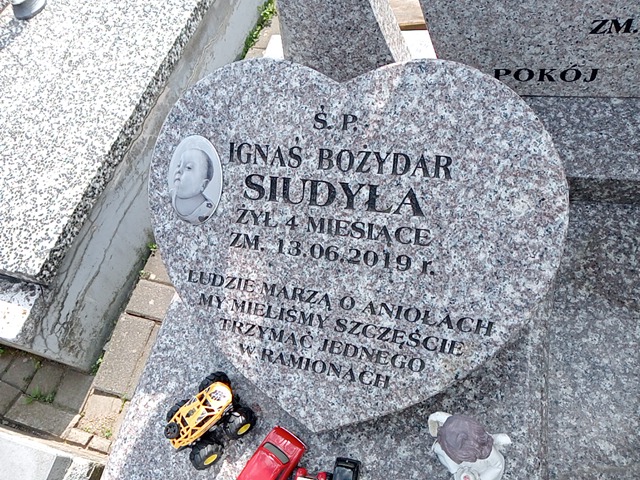 ZM.
POKÓJ
Ś. P.
IGNAŚ BOŻYDAR
SIUDYŁA
ŻYŁ 4 MIESIĄCE
ZM. 13.06.2019 r.
LUDZIE MARZĄ O ANIOŁACH
MY MIELIŚMY SZCZĘŚCIE
TRZYMAĆ JEDNEGO
W RAMIONACH